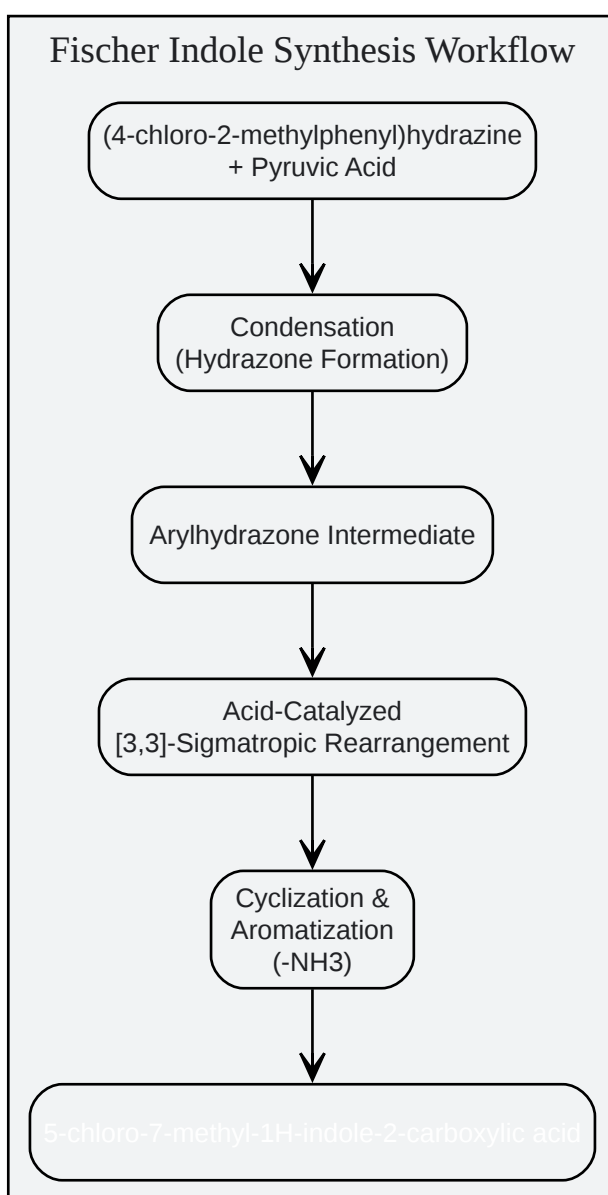 Fischer Indole Synthesis Workflow
(4-chloro-2-methylphenyl)hydrazine
+ Pyruvic Acid
Condensation
(Hydrazone Formation)
Arylhydrazone Intermediate
Acid-Catalyzed
[3,3]-Sigmatropic Rearrangement
Cyclization &
Aromatization
(-NH3)
5-chloro-7-methyl-1H-indole-2-carboxylic acid